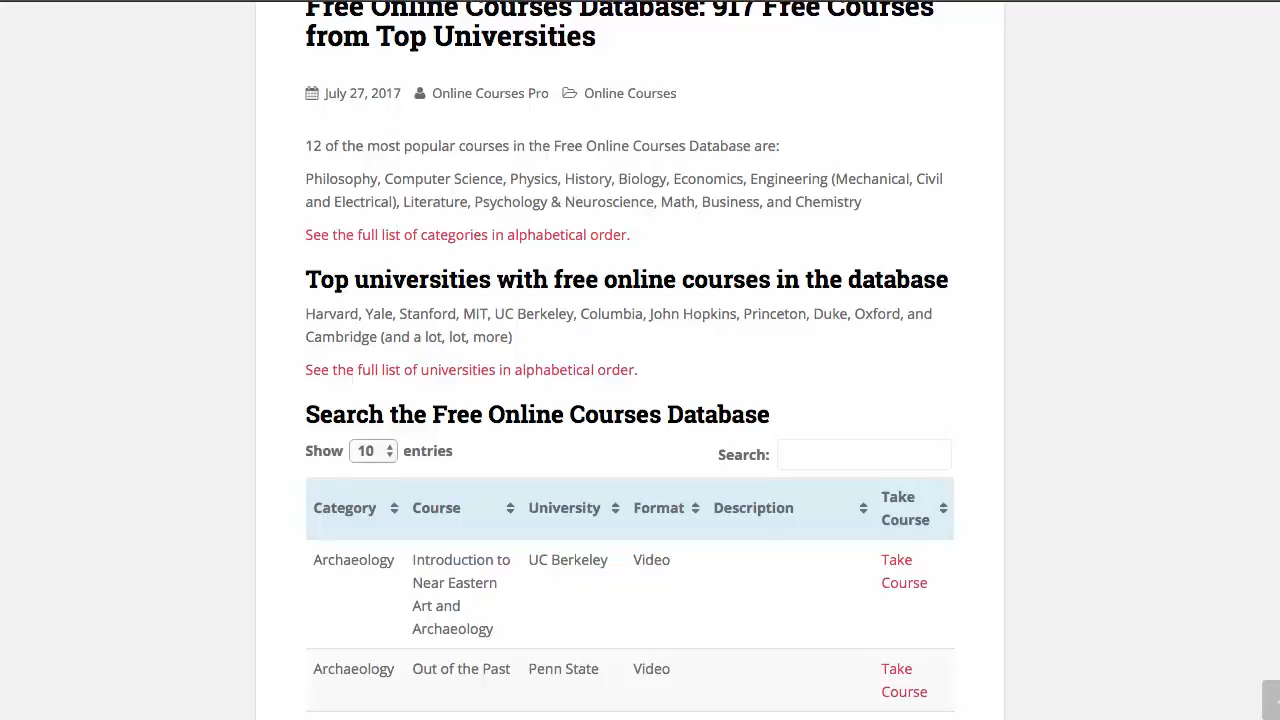 Free Online Courses Database: 917 Free Courses
from Top Universities
July 27, 2017 Online Courses Pro Online Courses
12 of the most popular courses in the Free Online Courses Database are:
Philosophy, Computer Science, Physics, History, Biology, Economics, Engineering (Mechanical, Civil
and Electrical), Literature, Psychology & Neuroscience, Math, Business, and Chemistry
See the full list of categories in alphabetical order.
Top universities with free online courses in the database
Harvard, Yale, Stanford, MIT, UC Berkeley, Columbia, John Hopkins, Princeton, Duke, Oxford, and
Cambridge (and a lot, lot, more)
See the full list of universities in alphabetical order.
Search the Free Online Courses Database
Show 10 entries Search:
Category Course University Format Description Take
Course
Archaeology Introduction to UC Berkeley Video Take
Near Eastern Course
Art and
Archaeology
Archaeology Out of the Past Penn State Video Take
Course